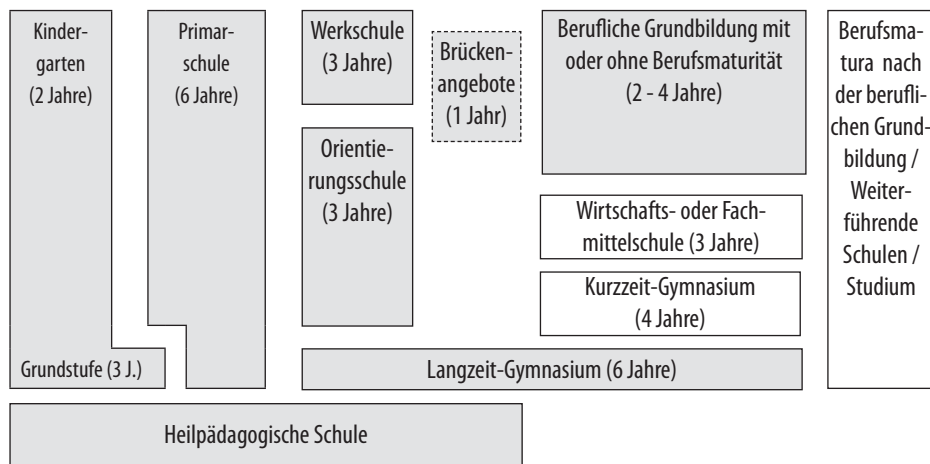 Kinder-
garten
(2 Jahre)
Primar-
schule
(6 Jahre)
Werkschule
(3 Jahre)
Orientie-
rungsschule
(3 Jahre)
Brücken-
angebote
(1 Jahr)
Berufliche Grundbildung mit
oder ohne Berufsmaturität
(2 - 4 Jahre)
Wirtschafts- oder Fach-
mittelschule (3 Jahre)
Kurzzeit-Gymnasium
(4 Jahre)
Berufsma-
tura nach
der berufli-
chen Grund-
bildung /
Weiter-
führende
Schulen /
Studium
Grundstufe (3 J.)
Langzeit-Gymnasium (6 Jahre)
Heilpädagogische Schule